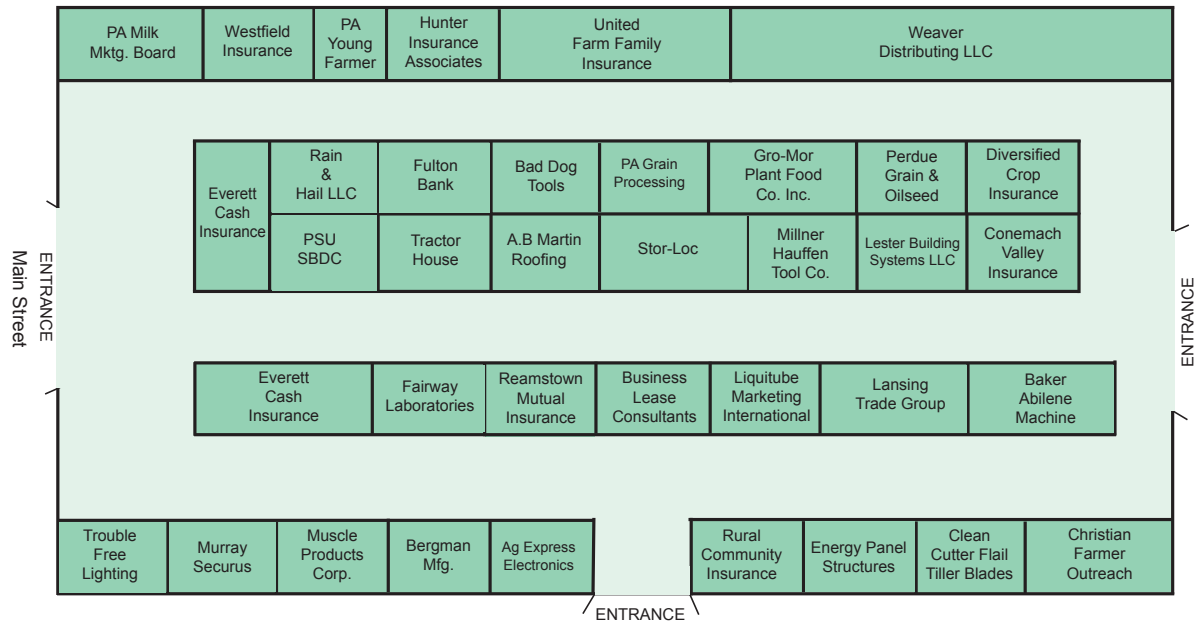 PA Milk
Mktg. Board
Westfield
Insurance
PA
Young
Farmer
Hunter
Insurance
Associates
United
Farm Family
Insurance
Weaver
Distributing LLC
Everett
Cash
Insurance
Rain
&
Hail LLC
Fulton
Bank
Bad Dog
Tools
PA Grain
Processing
Gro-Mor
Plant Food
Co. Inc.
Perdue
Grain &
Oilseed
Diversified
Crop
Insurance
PSU
SBDC
Tractor
House
A.B Martin
Roofing
Stor-Loc
Millner
Hauffen
Tool Co.
Lester Building
Systems LLC
Conemach
Valley
Insurance
ENTRANCE
Main Street
ENTRANCE
Everett
Cash
Insurance
Fairway
Laboratories
Reamstown
Mutual
Insurance
Business
Lease
Consultants
Liquitube
Marketing
International
Lansing
Trade Group
Baker
Abilene
Machine
Trouble
Free
Lighting
Murray
Securus
Muscle
Products
Corp.
Bergman
Mfg.
Ag Express
Electronics
Rural
Community
Insurance
Energy Panel
Structures
Clean
Cutter Flail
Tiller Blades
Christian
Farmer
Outreach
ENTRANCE